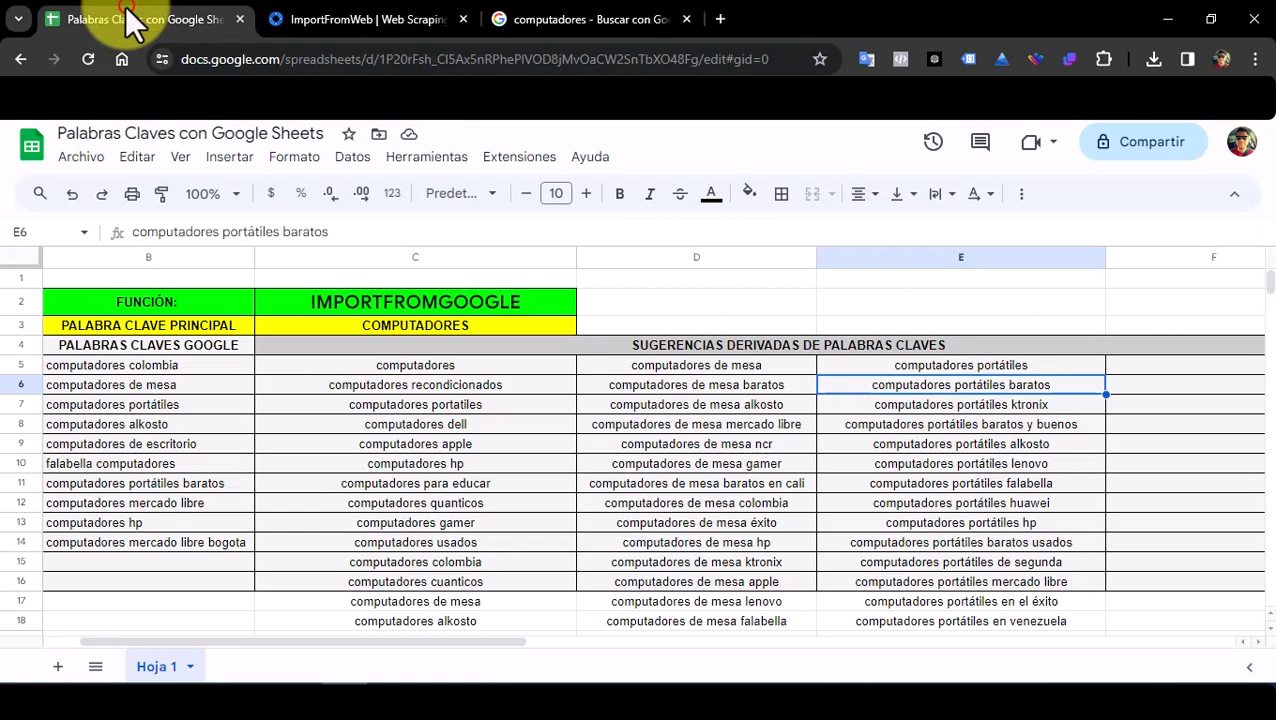 Palabras Claves con Google She
ImportFromWeb | Web Scraping
computadores - Buscar con Goo
docs.google.com/spreadsheets/d/1P20rFsh_CI5Ax5nRPhePIVOD8jMvOaCW2SnTbXO48Fg/edit#gid=0
Palabras Claves con Google Sheets
Archivo Editar Ver Insertar Formato Datos Herramientas Extensiones Ayuda
Compartir
100% $ % .0 .00 123 Predet... 10 B I A A
E6 fx computadores portátiles baratos
B C D E F
1
2 FUNCIÓN: IMPORTFROMGOOGLE
3 PALABRA CLAVE PRINCIPAL COMPUTADORES
4 PALABRAS CLAVES GOOGLE SUGERENCIAS DERIVADAS DE PALABRAS CLAVES
5 computadores colombia computadores computadores de mesa computadores portátiles
6 computadores de mesa computadores recondicionados computadores de mesa baratos computadores portátiles baratos
7 computadores portátiles computadores portatiles computadores de mesa alkosto computadores portátiles ktronix
8 computadores alkosto computadores dell computadores de mesa mercado libre computadores portátiles baratos y buenos
9 computadores de escritorio computadores apple computadores de mesa ncr computadores portátiles alkosto
10 falabella computadores computadores hp computadores de mesa gamer computadores portátiles lenovo
11 computadores portátiles baratos computadores para educar computadores de mesa baratos en cali computadores portátiles falabella
12 computadores mercado libre computadores quanticos computadores de mesa colombia computadores portátiles huawei
13 computadores hp computadores gamer computadores de mesa éxito computadores portátiles hp
14 computadores mercado libre bogota computadores usados computadores de mesa hp computadores portátiles baratos usados
15 computadores colombia computadores de mesa ktronix computadores portátiles de segunda
16 computadores cuanticos computadores de mesa apple computadores portátiles mercado libre
17 computadores de mesa computadores de mesa lenovo computadores portátiles en el éxito
18 computadores alkosto computadores de mesa falabella computadores portátiles en venezuela
Hoja 1